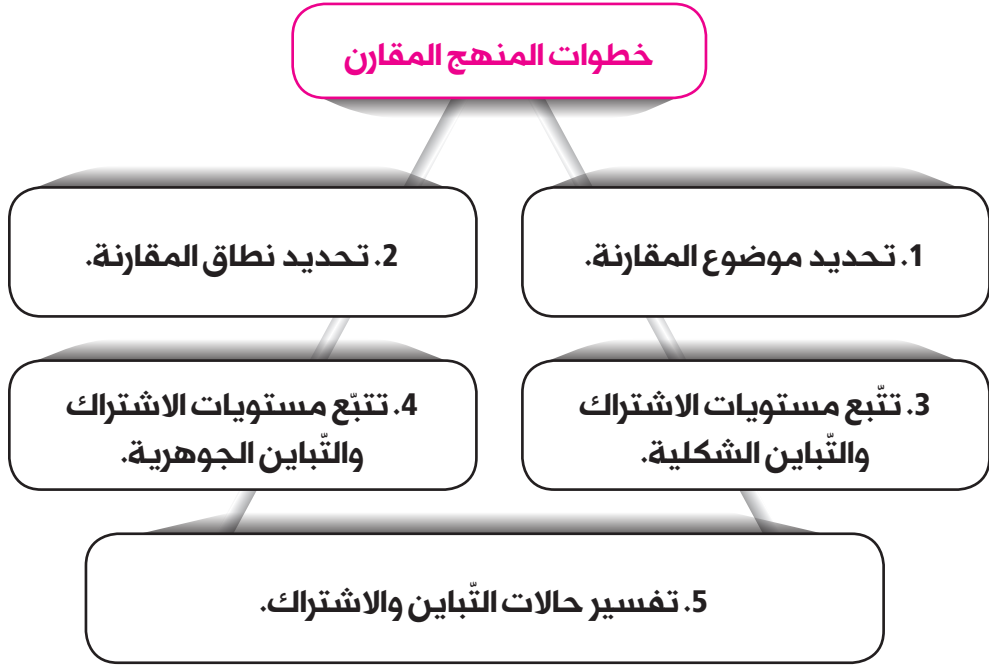 خطوات المنهج المقارن
1. تحديد موضوع المقارنة.
2. تحديد نطاق المقارنة.
3. تتّبع مستويات الاشتراك
والتّباين الشكلية.
4. تتبّع مستويات الاشتراك
والتّباين الجوهرية.
5. تفسير حالات التّباين والاشتراك.